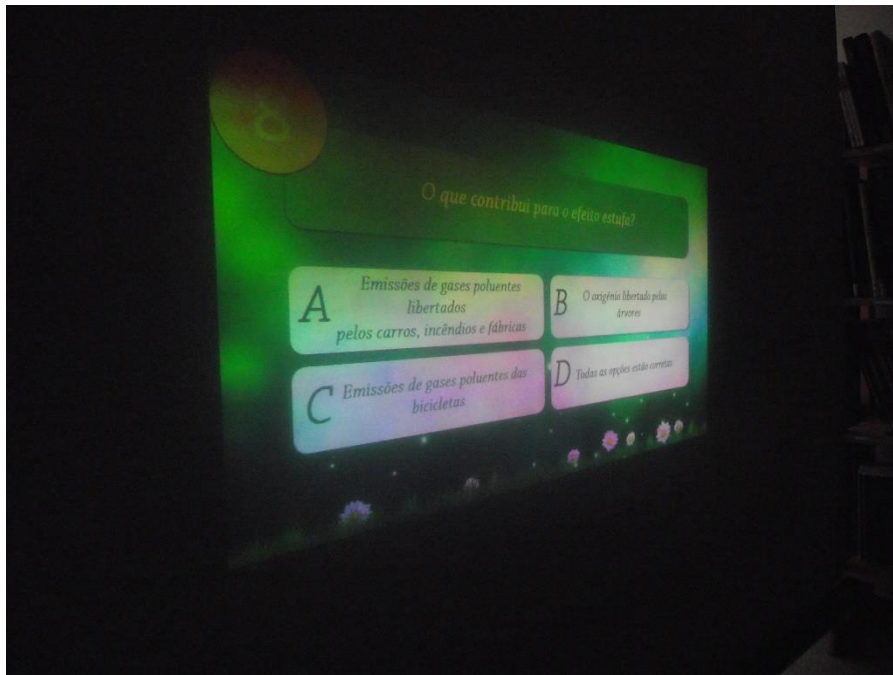 8
O que contribui para o efeito estufa?
A
Emissões de gases poluentes
libertados
pelos carros, incêndios e fábricas
B
O oxigénio libertado pelas
árvores
C
Emissões de gases poluentes das
bicicletas
D
Todas as opções estão corretas